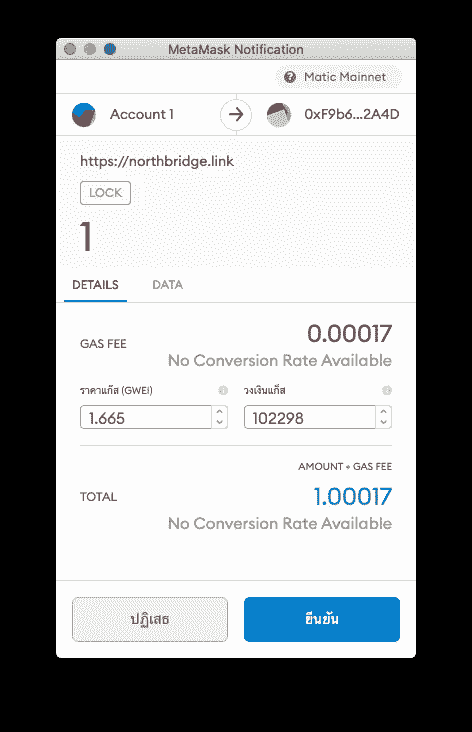 MetaMask Notification
Matic Mainnet
Account 1
0xF9b6...2A4D
https://northbridge.link
LOCK
1
DETAILS DATA
GAS FEE 0.00017
No Conversion Rate Available
ราคาแก๊ส (GWEI) วงเงินแก๊ส
1.665 102298
AMOUNT + GAS FEE
TOTAL 1.00017
No Conversion Rate Available
ปฏิเสธ ยืนยัน